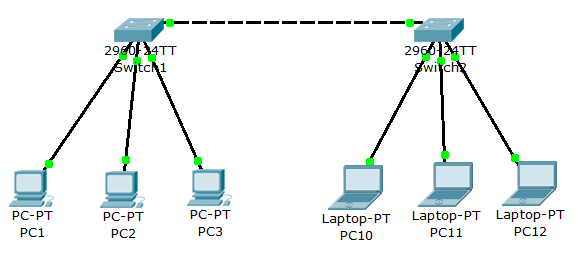 2960-24TT
Switch1
2960-24TT
Switch2
PC-PT
PC1
PC-PT
PC2
PC-PT
PC3
Laptop-PT
PC10
Laptop-PT
PC11
Laptop-PT
PC12